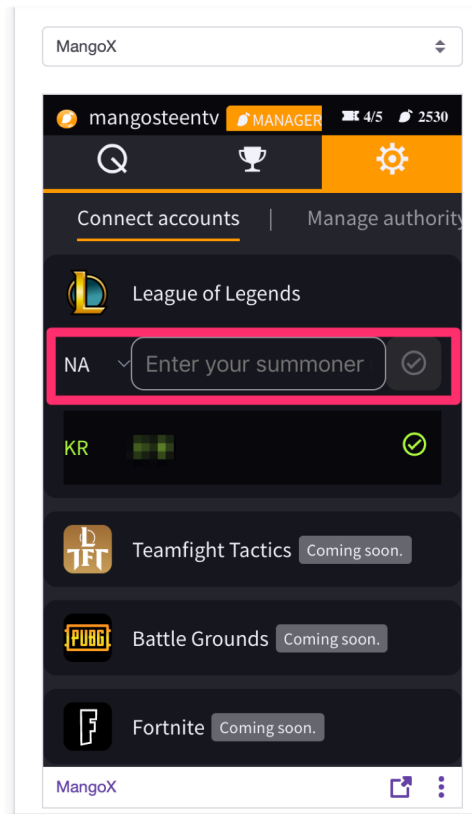 MangoX
mangosteentv MANAGER 4/5 2530
Connect accounts | Manage authority
League of Legends
NA Enter your summoner
KR
Teamfight Tactics Coming soon.
PUBG Battle Grounds Coming soon.
Fortnite Coming soon.
MangoX